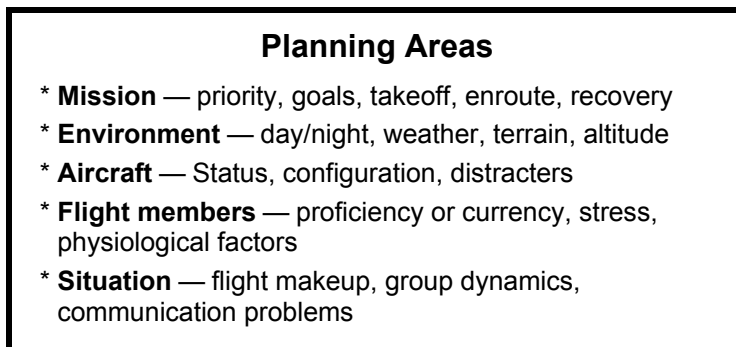 Planning Areas
* Mission — priority, goals, takeoff, enroute, recovery
* Environment — day/night, weather, terrain, altitude
* Aircraft — Status, configuration, distracters
* Flight members — proficiency or currency, stress,
physiological factors
* Situation — flight makeup, group dynamics,
communication problems